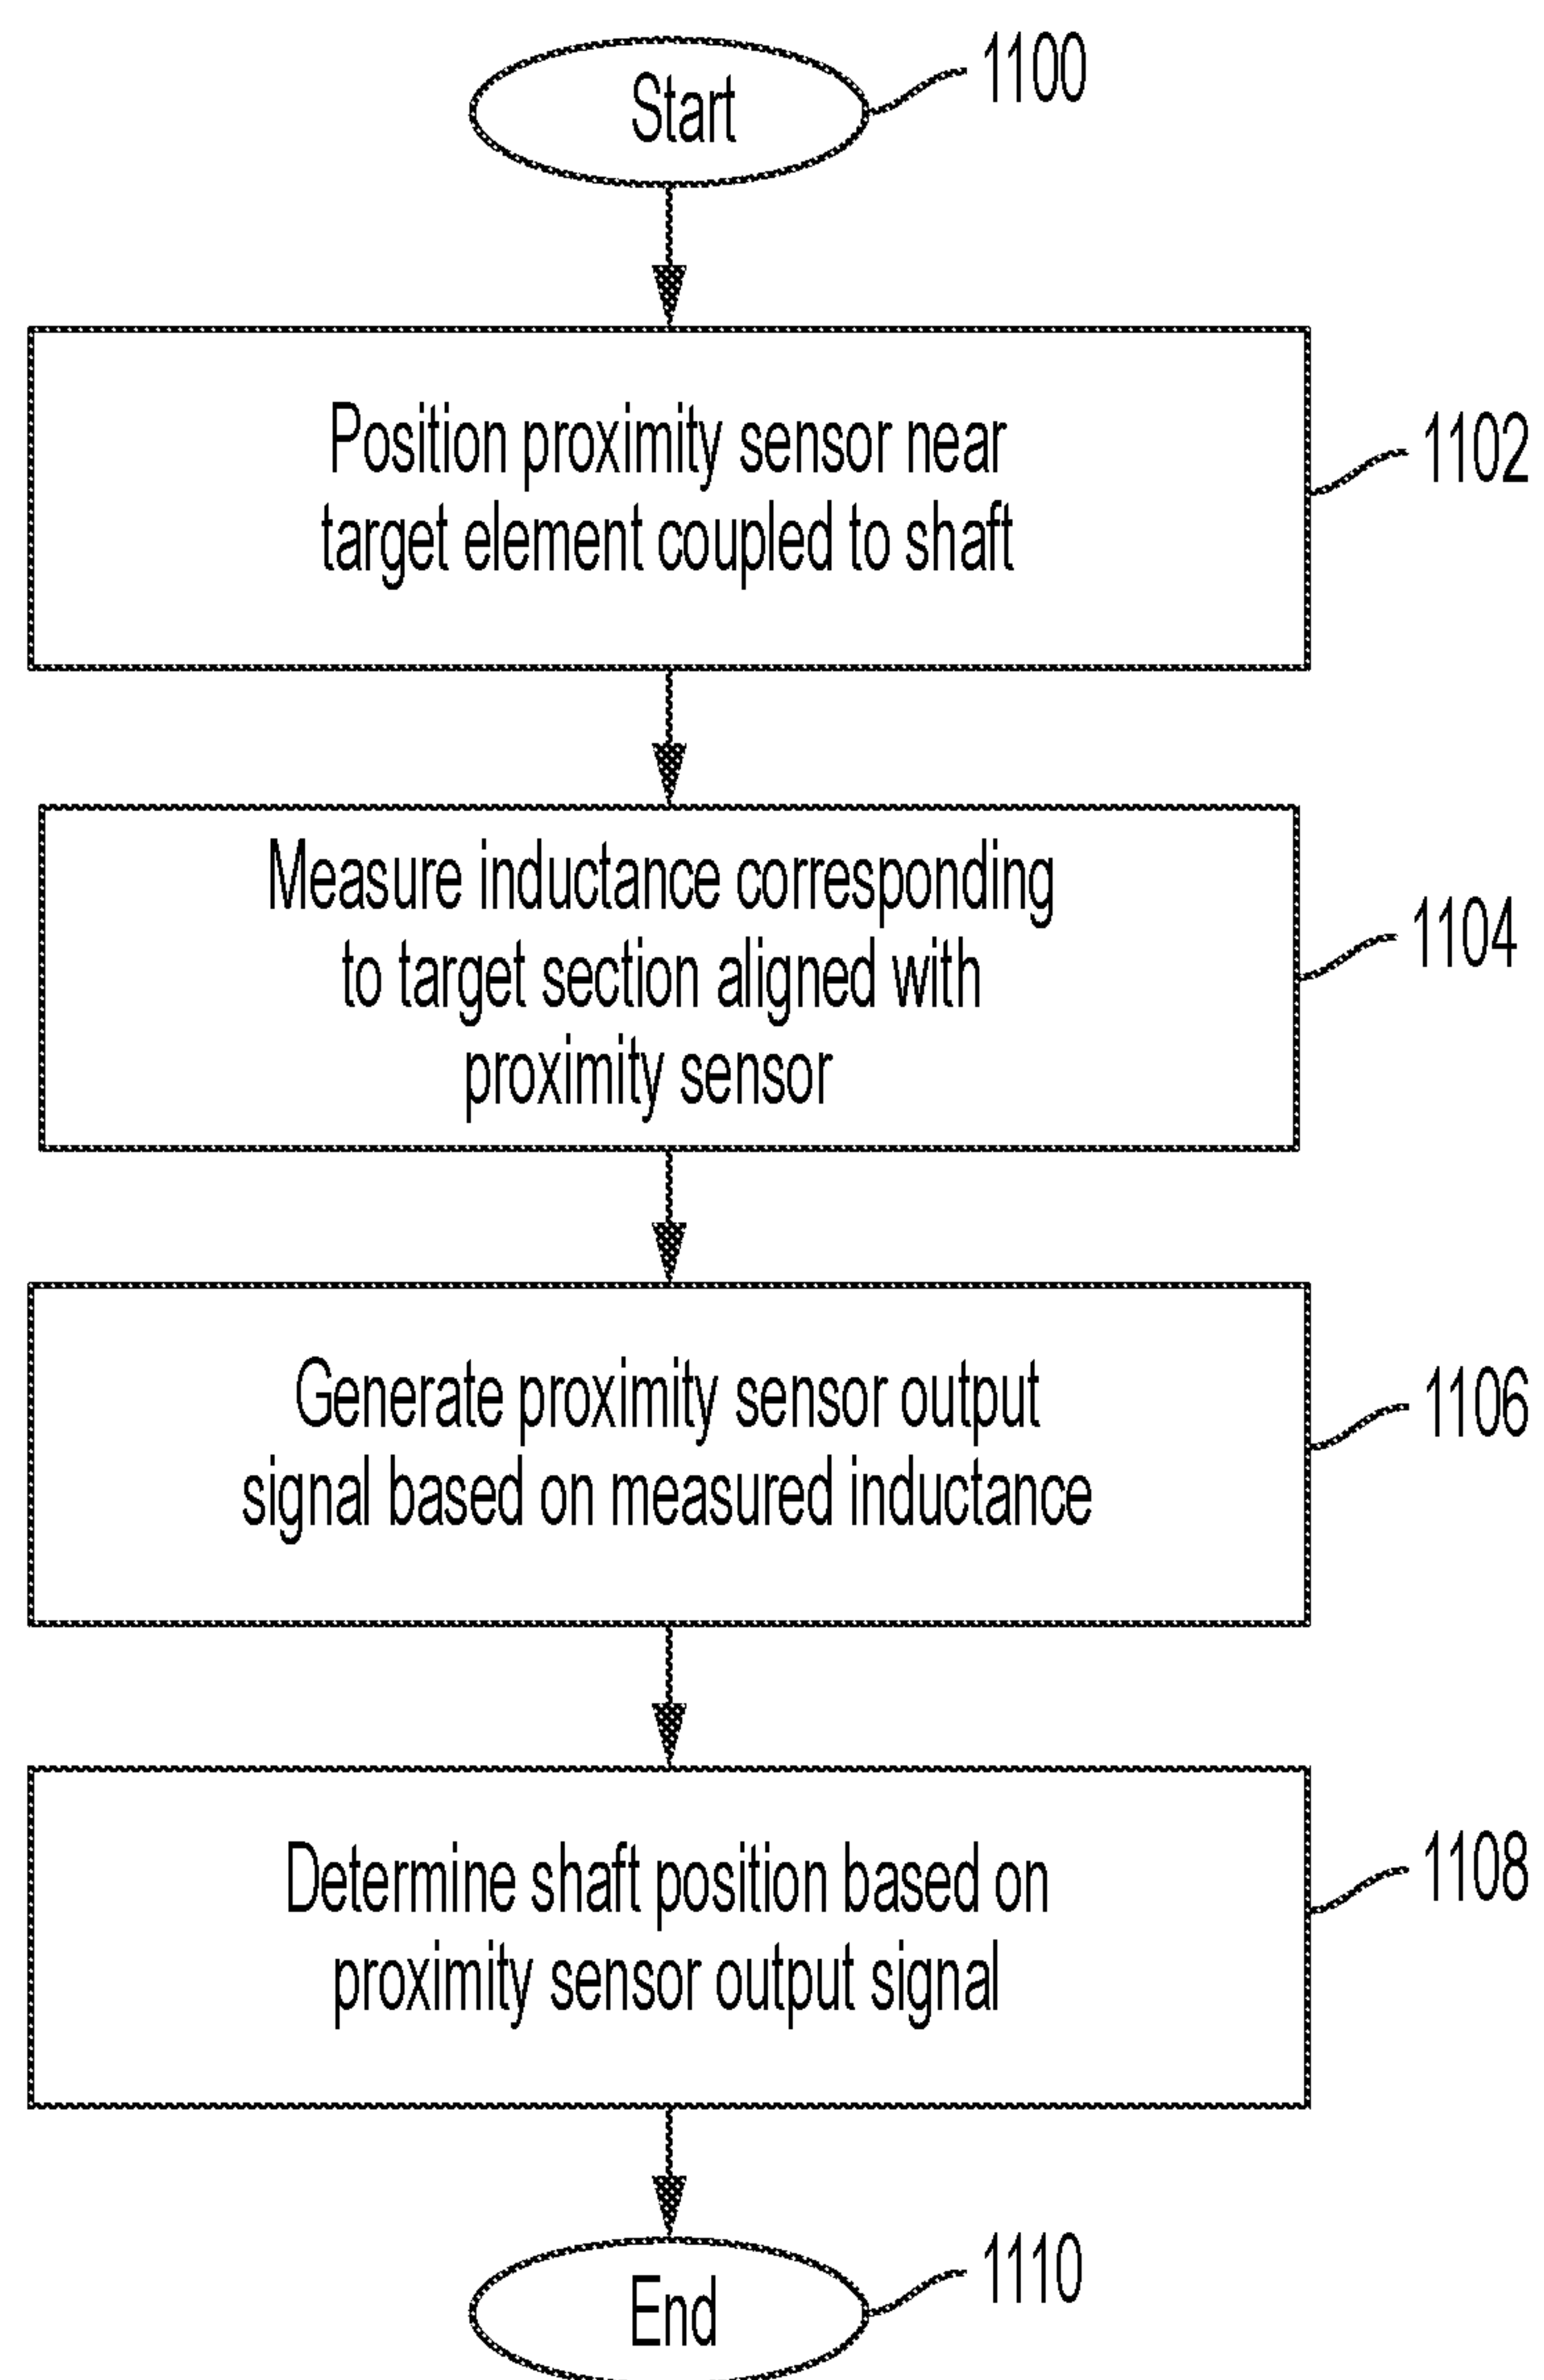 Start
1100
Position proximity sensor near
target element coupled to shaft
1102
Measure inductance corresponding
to target section aligned with
proximity sensor
1104
Generate proximity sensor output
signal based on measured inductance
1106
Determine shaft position based on
proximity sensor output signal
1108
End
1110